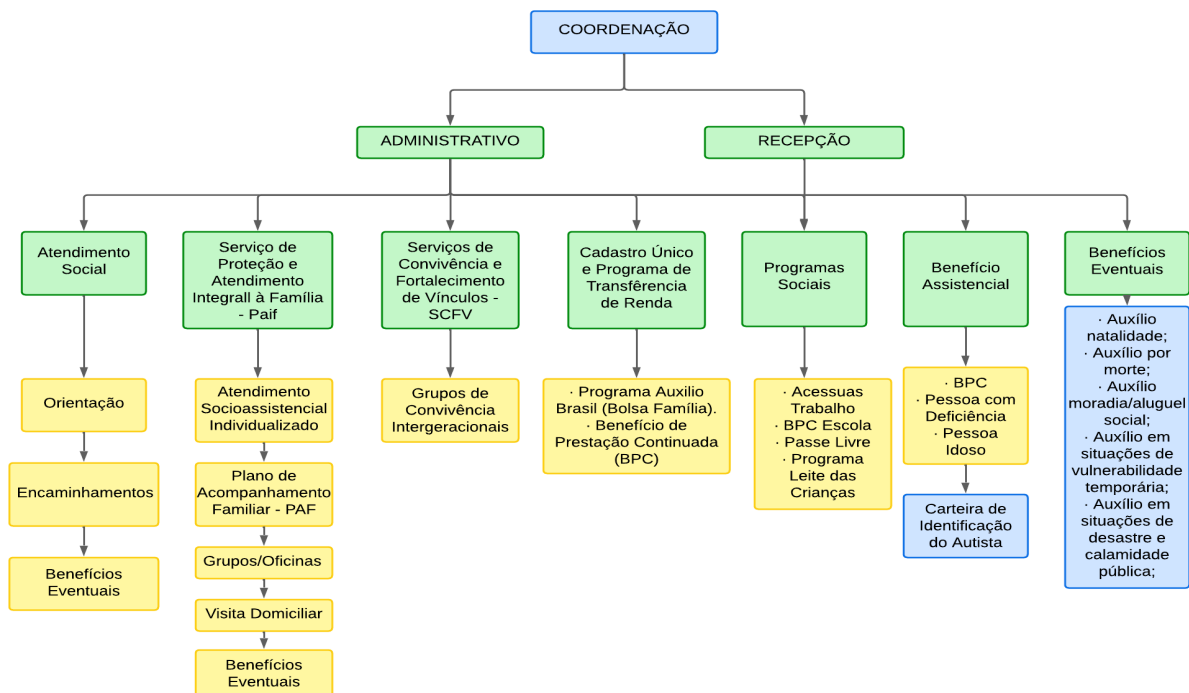 COORDENAÇÃO
ADMINISTRATIVO
RECEPÇÃO
Atendimento
Social
Serviço de
Proteção e
Atendimento
Integrall à Família
- Paif
Serviços de
Convivência e
Fortalecimento
de Vínculos -
SCFV
Cadastro Único
e Programa de
Transfêrencia
de Renda
Programas
Sociais
Benefício
Assistencial
Benefícios
Eventuais
Orientação
Encaminhamentos
Benefícios
Eventuais
Atendimento
Socioassistencial
Individualizado
Plano de
Acompanhamento
Familiar - PAF
Grupos/Oficinas
Visita Domiciliar
Benefícios
Eventuais
Grupos de
Convivência
Intergeracionais
· Programa Auxilio
Brasil (Bolsa Família).
· Benefício de
Prestação Continuada
(BPC)
· Acessuas
Trabalho
· BPC Escola
· Passe Livre
· Programa
Leite das
Crianças
· BPC
· Pessoa com
Deficiência
· Pessoa
Idoso
Carteira de
Identificação
do Autista
· Auxílio
natalidade;
· Auxílio por
morte;
· Auxílio
moradia/aluguel
social;
· Auxílio em
situações de
vulnerabilidade
temporária;
· Auxílio em
situações de
desastre e
calamidade
pública;